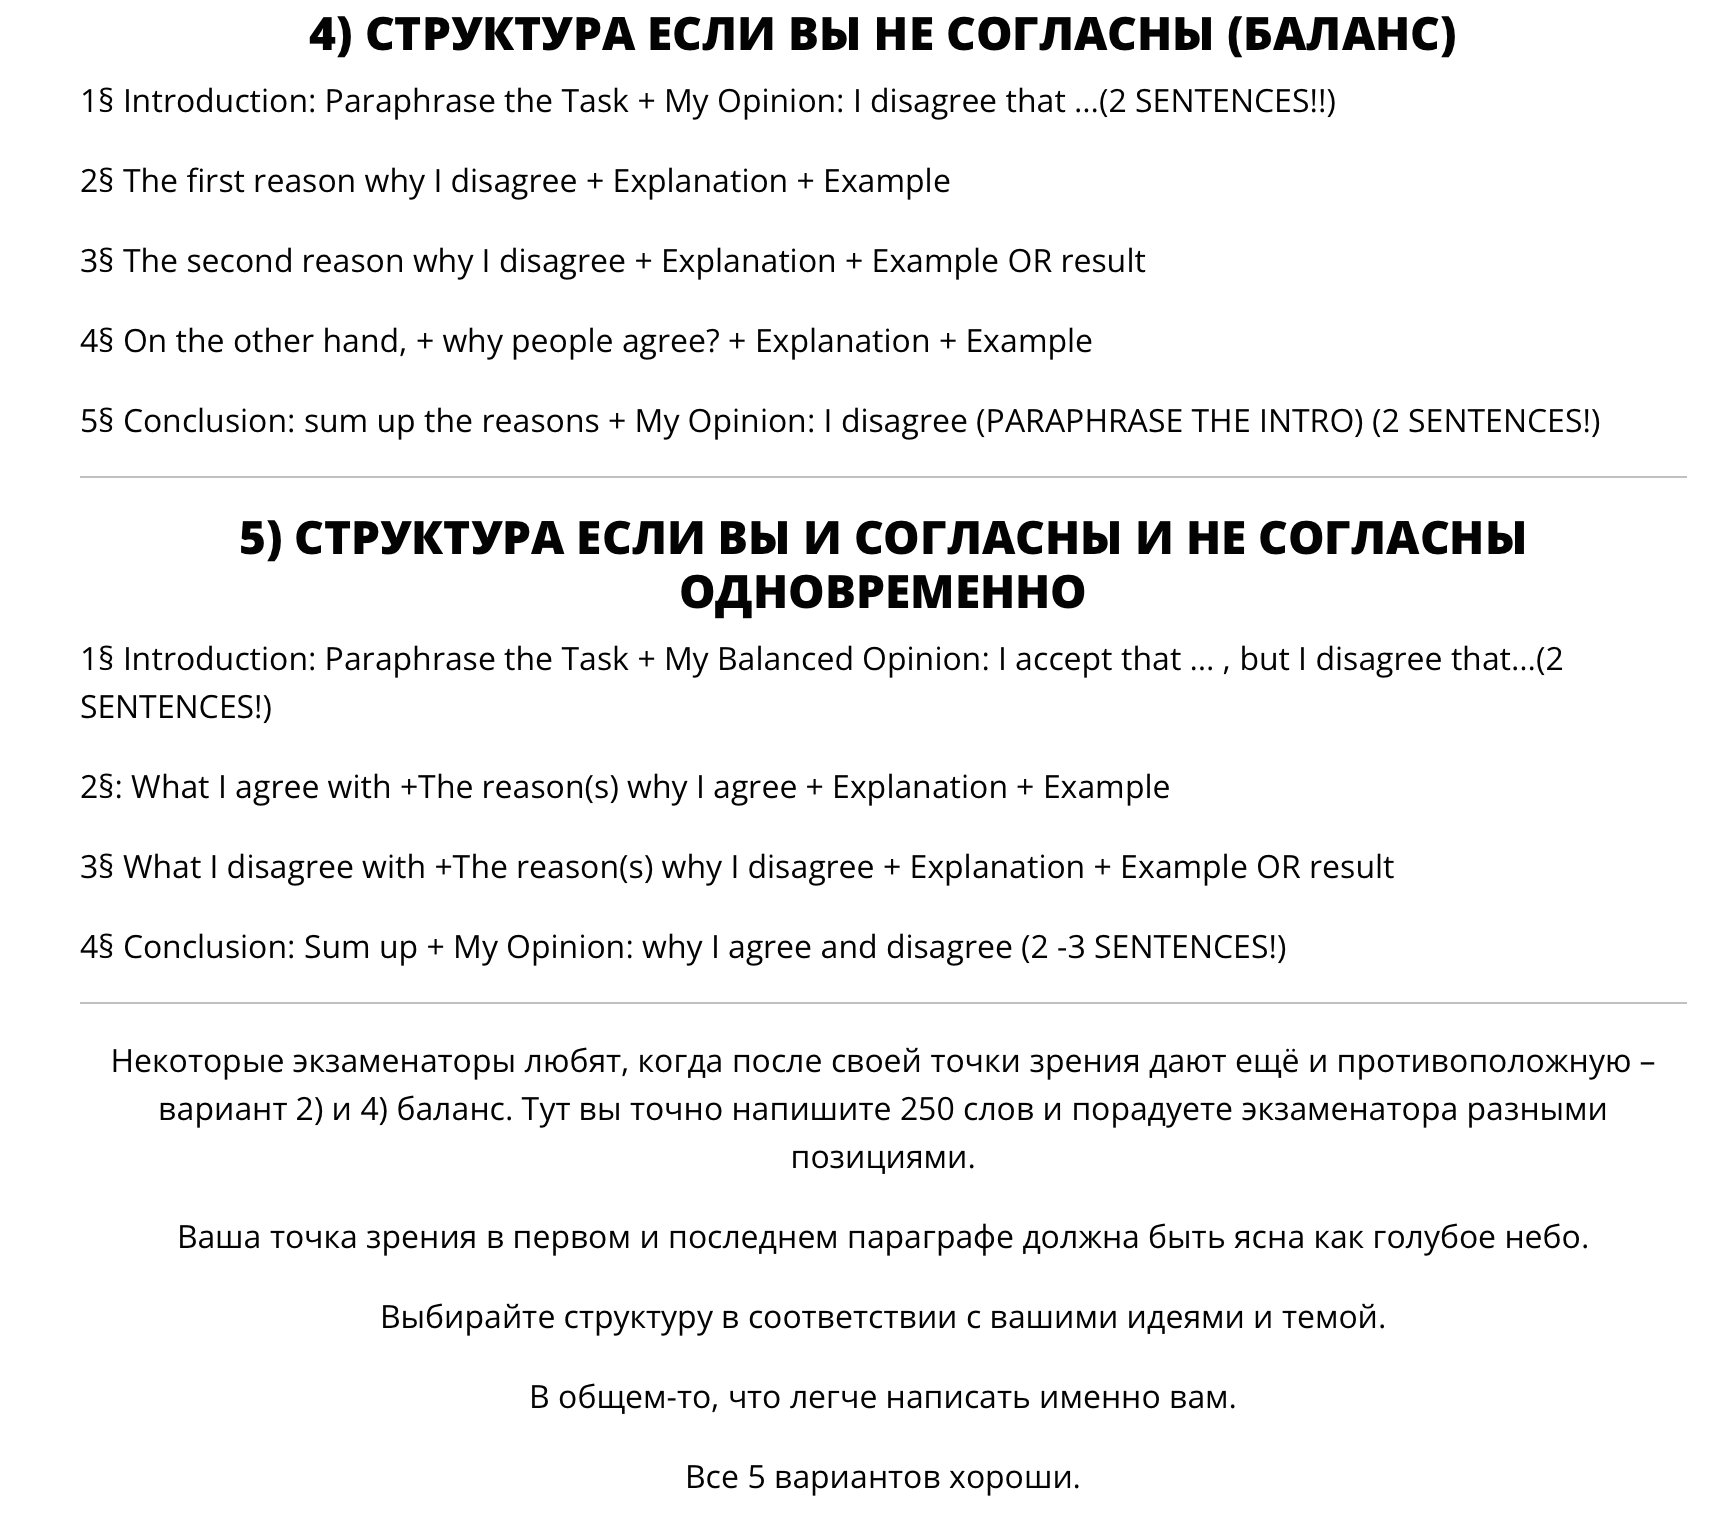 4) СТРУКТУРА ЕСЛИ ВЫ НЕ СОГЛАСНЫ (БАЛАНС)
1§ Introduction: Paraphrase the Task + My Opinion: I disagree that …(2 SENTENCES!!)
2§ The first reason why I disagree + Explanation + Example
3§ The second reason why I disagree + Explanation + Example OR result
4§ On the other hand, + why people agree? + Explanation + Example
5§ Conclusion: sum up the reasons + My Opinion: I disagree (PARAPHRASE THE INTRO) (2 SENTENCES!)
5) СТРУКТУРА ЕСЛИ ВЫ И СОГЛАСНЫ И НЕ СОГЛАСНЫ
ОДНОВРЕМЕННО
1§ Introduction: Paraphrase the Task + My Balanced Opinion: I accept that … , but I disagree that…(2
SENTENCES!)
2§: What I agree with +The reason(s) why I agree + Explanation + Example
3§ What I disagree with +The reason(s) why I disagree + Explanation + Example OR result
4§ Conclusion: Sum up + My Opinion: why I agree and disagree (2 -3 SENTENCES!)
Некоторые экзаменаторы любят, когда после своей точки зрения дают ещё и противоположную –
вариант 2) и 4) баланс. Тут вы точно напишите 250 слов и порадуете экзаменатора разными
позициями.
Ваша точка зрения в первом и последнем параграфе должна быть ясна как голубое небо.
Выбирайте структуру в соответствии с вашими идеями и темой.
В общем-то, что легче написать именно вам.
Все 5 вариантов хороши.